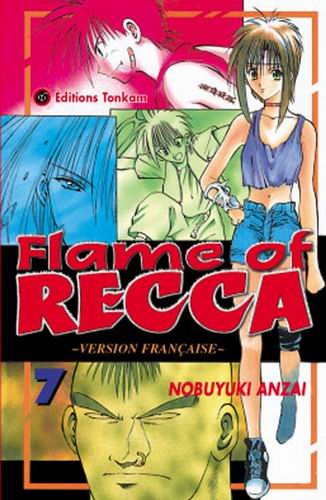 Éditions Tonkam
Flame of
RECCA
~VERSION FRANÇAISE~
7
NOBUYUKI ANZAI